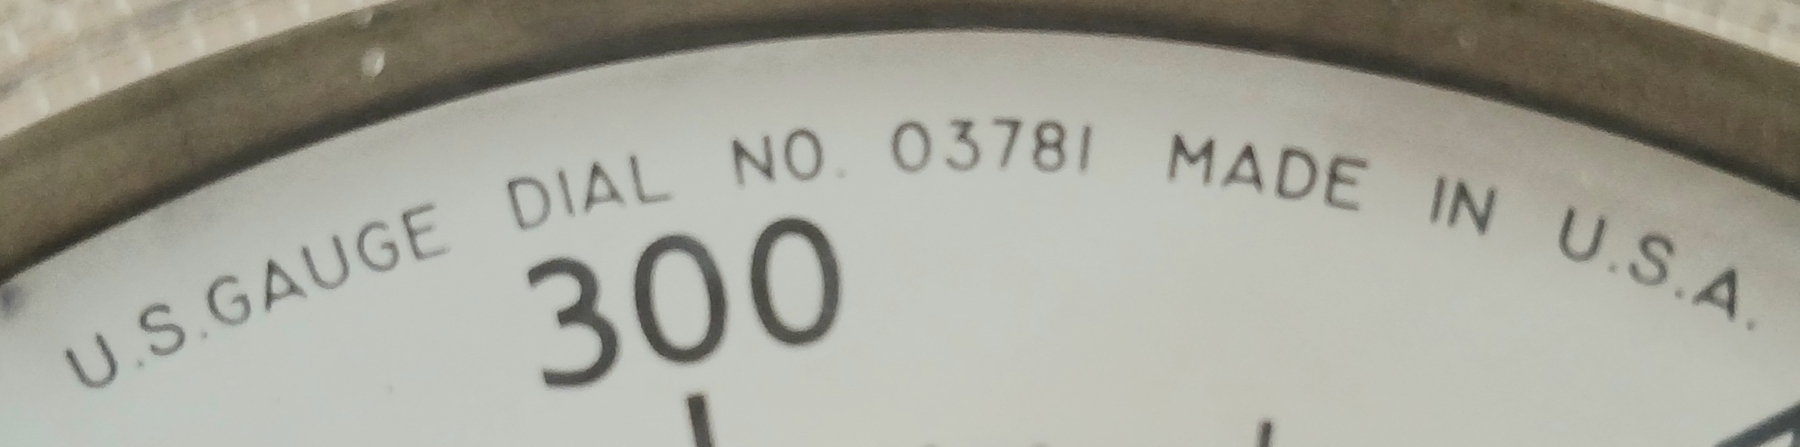 U.S.GAUGE DIAL NO. 03781 MADE IN U.S.A.
300